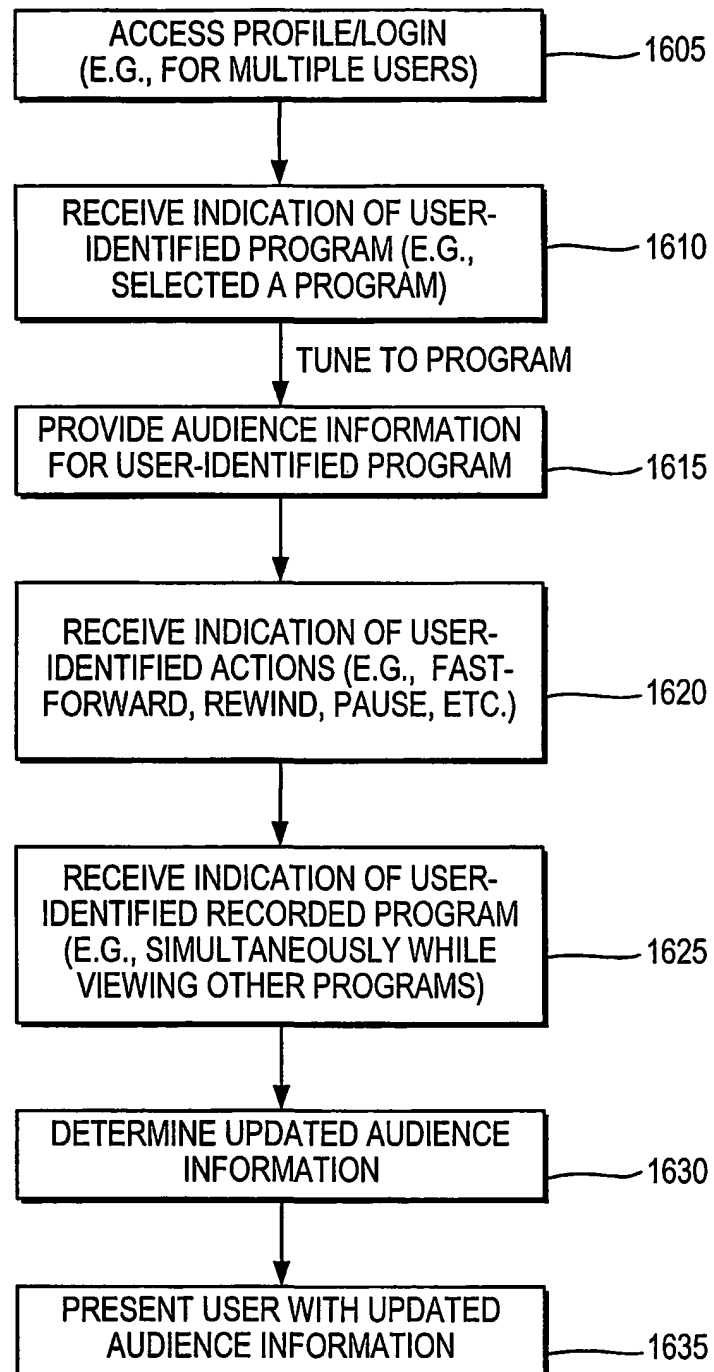 ACCESS PROFILE/LOGIN
(E.G., FOR MULTIPLE USERS)
1605
RECEIVE INDICATION OF USER-
IDENTIFIED PROGRAM (E.G.,
SELECTED A PROGRAM)
1610
TUNE TO PROGRAM
PROVIDE AUDIENCE INFORMATION
FOR USER-IDENTIFIED PROGRAM
1615
RECEIVE INDICATION OF USER-
IDENTIFIED ACTIONS (E.G., FAST-
FORWARD, REWIND, PAUSE, ETC.)
1620
RECEIVE INDICATION OF USER-
IDENTIFIED RECORDED PROGRAM
(E.G., SIMULTANEOUSLY WHILE
VIEWING OTHER PROGRAMS)
1625
DETERMINE UPDATED AUDIENCE
INFORMATION
1630
PRESENT USER WITH UPDATED
AUDIENCE INFORMATION
1635